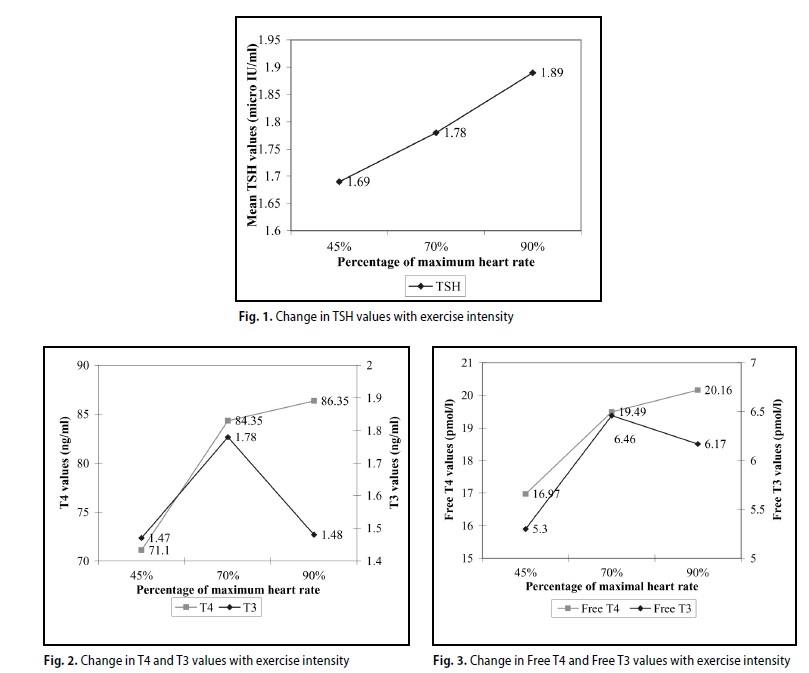 Mean TSH values (micro IU/ml)
1.95
1.9
1.85
1.8
1.75
1.7
1.65
1.6
1.69
1.78
1.89
45% 70% 90%
Percentage of maximum heart rate
TSH
Fig. 1. Change in TSH values with exercise intensity
T4 values (ng/ml)
90
85
80
75
70
84.35
86.35
1.78
1.47
71.1
1.48
2
1.9
1.8
1.7
1.6
1.5
1.4
T3 values (ng/ml)
45% 70% 90%
Percentage of maximum heart rate
T4 T3
Fig. 2. Change in T4 and T3 values with exercise intensity
Free T4 values (pmol/l)
21
20
19
18
17
16
15
20.16
19.49
6.46
6.17
16.97
5.3
7
6.5
6
5.5
5
Free T3 values (pmol/l)
45% 70% 90%
Percentage of maximal heart rate
Free T4 Free T3
Fig. 3. Change in Free T4 and Free T3 values with exercise intensity